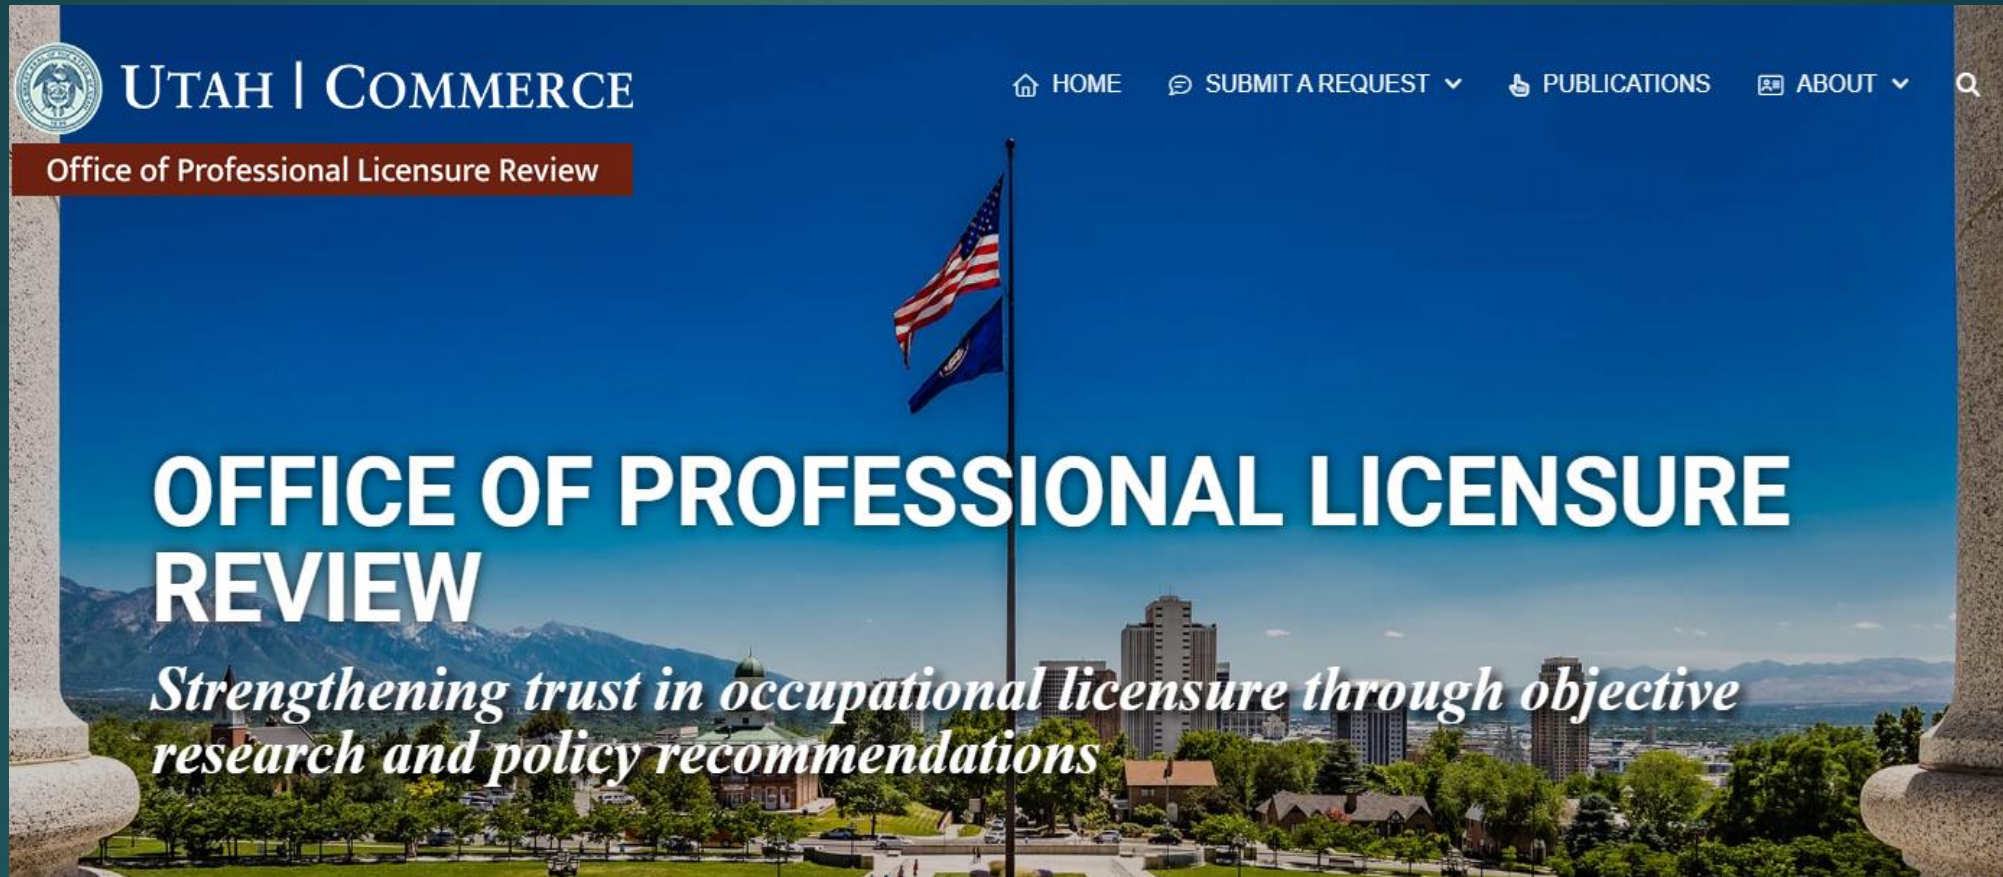 UTAH | COMMERCE
HOME
SUBMIT A REQUEST
PUBLICATIONS
ABOUT
Office of Professional Licensure Review
OFFICE OF PROFESSIONAL LICENSURE
REVIEW
Strengthening trust in occupational licensure through objective
research and policy recommendations